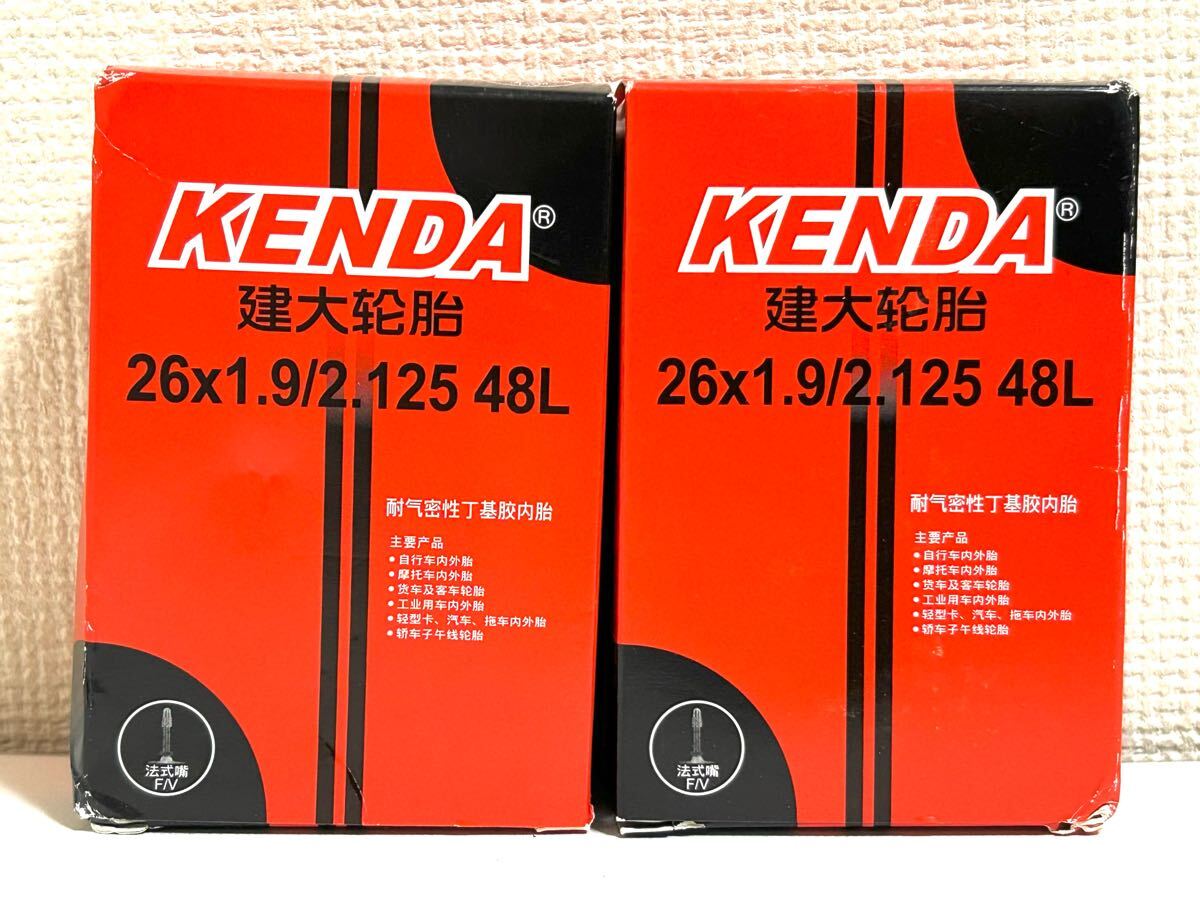 KENDA®
建大轮胎
26x1.9/2.125 48L
耐气密性丁基胶内胎
主要产品
• 自行车内外胎
• 摩托车内外胎
• 货车及客车轮胎
• 工业用车内外胎
• 轻型卡、汽车、拖车内外胎
• 轿车子午线轮胎
法式嘴
F/V
KENDA®
建大轮胎
26x1.9/2.125 48L
耐气密性丁基胶内胎
主要产品
• 自行车内外胎
• 摩托车内外胎
• 货车及客车轮胎
• 工业用车内外胎
• 轻型卡、汽车、拖车内外胎
• 轿车子午线轮胎
法式嘴
F/V